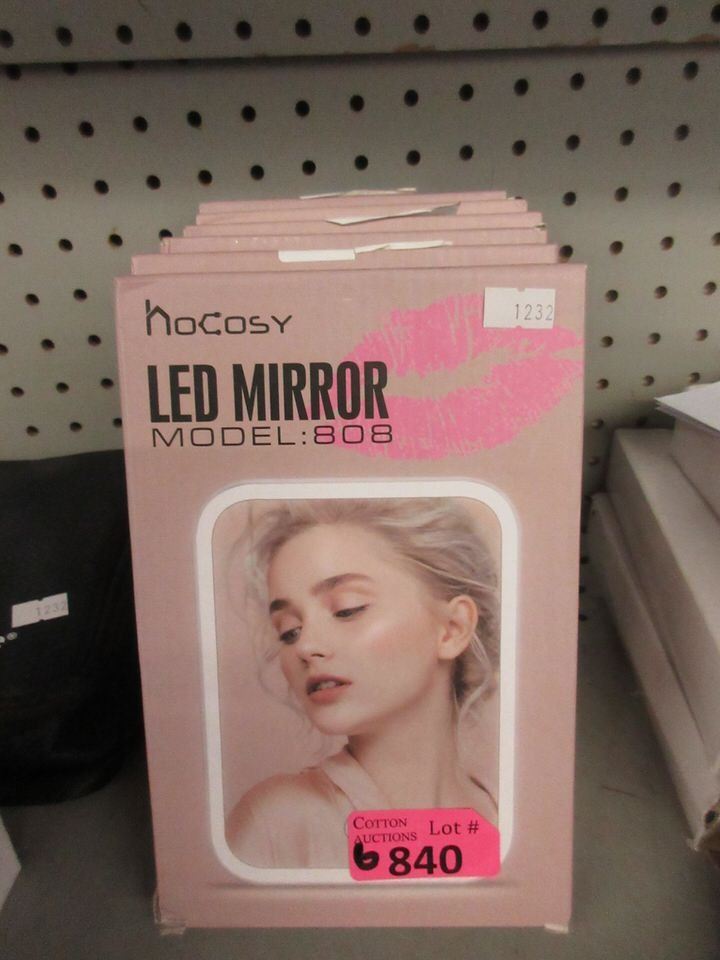 hocosy
1232
LED MIRROR
MODEL:808
1232
COTTON
AUCTIONS Lot #
6 840